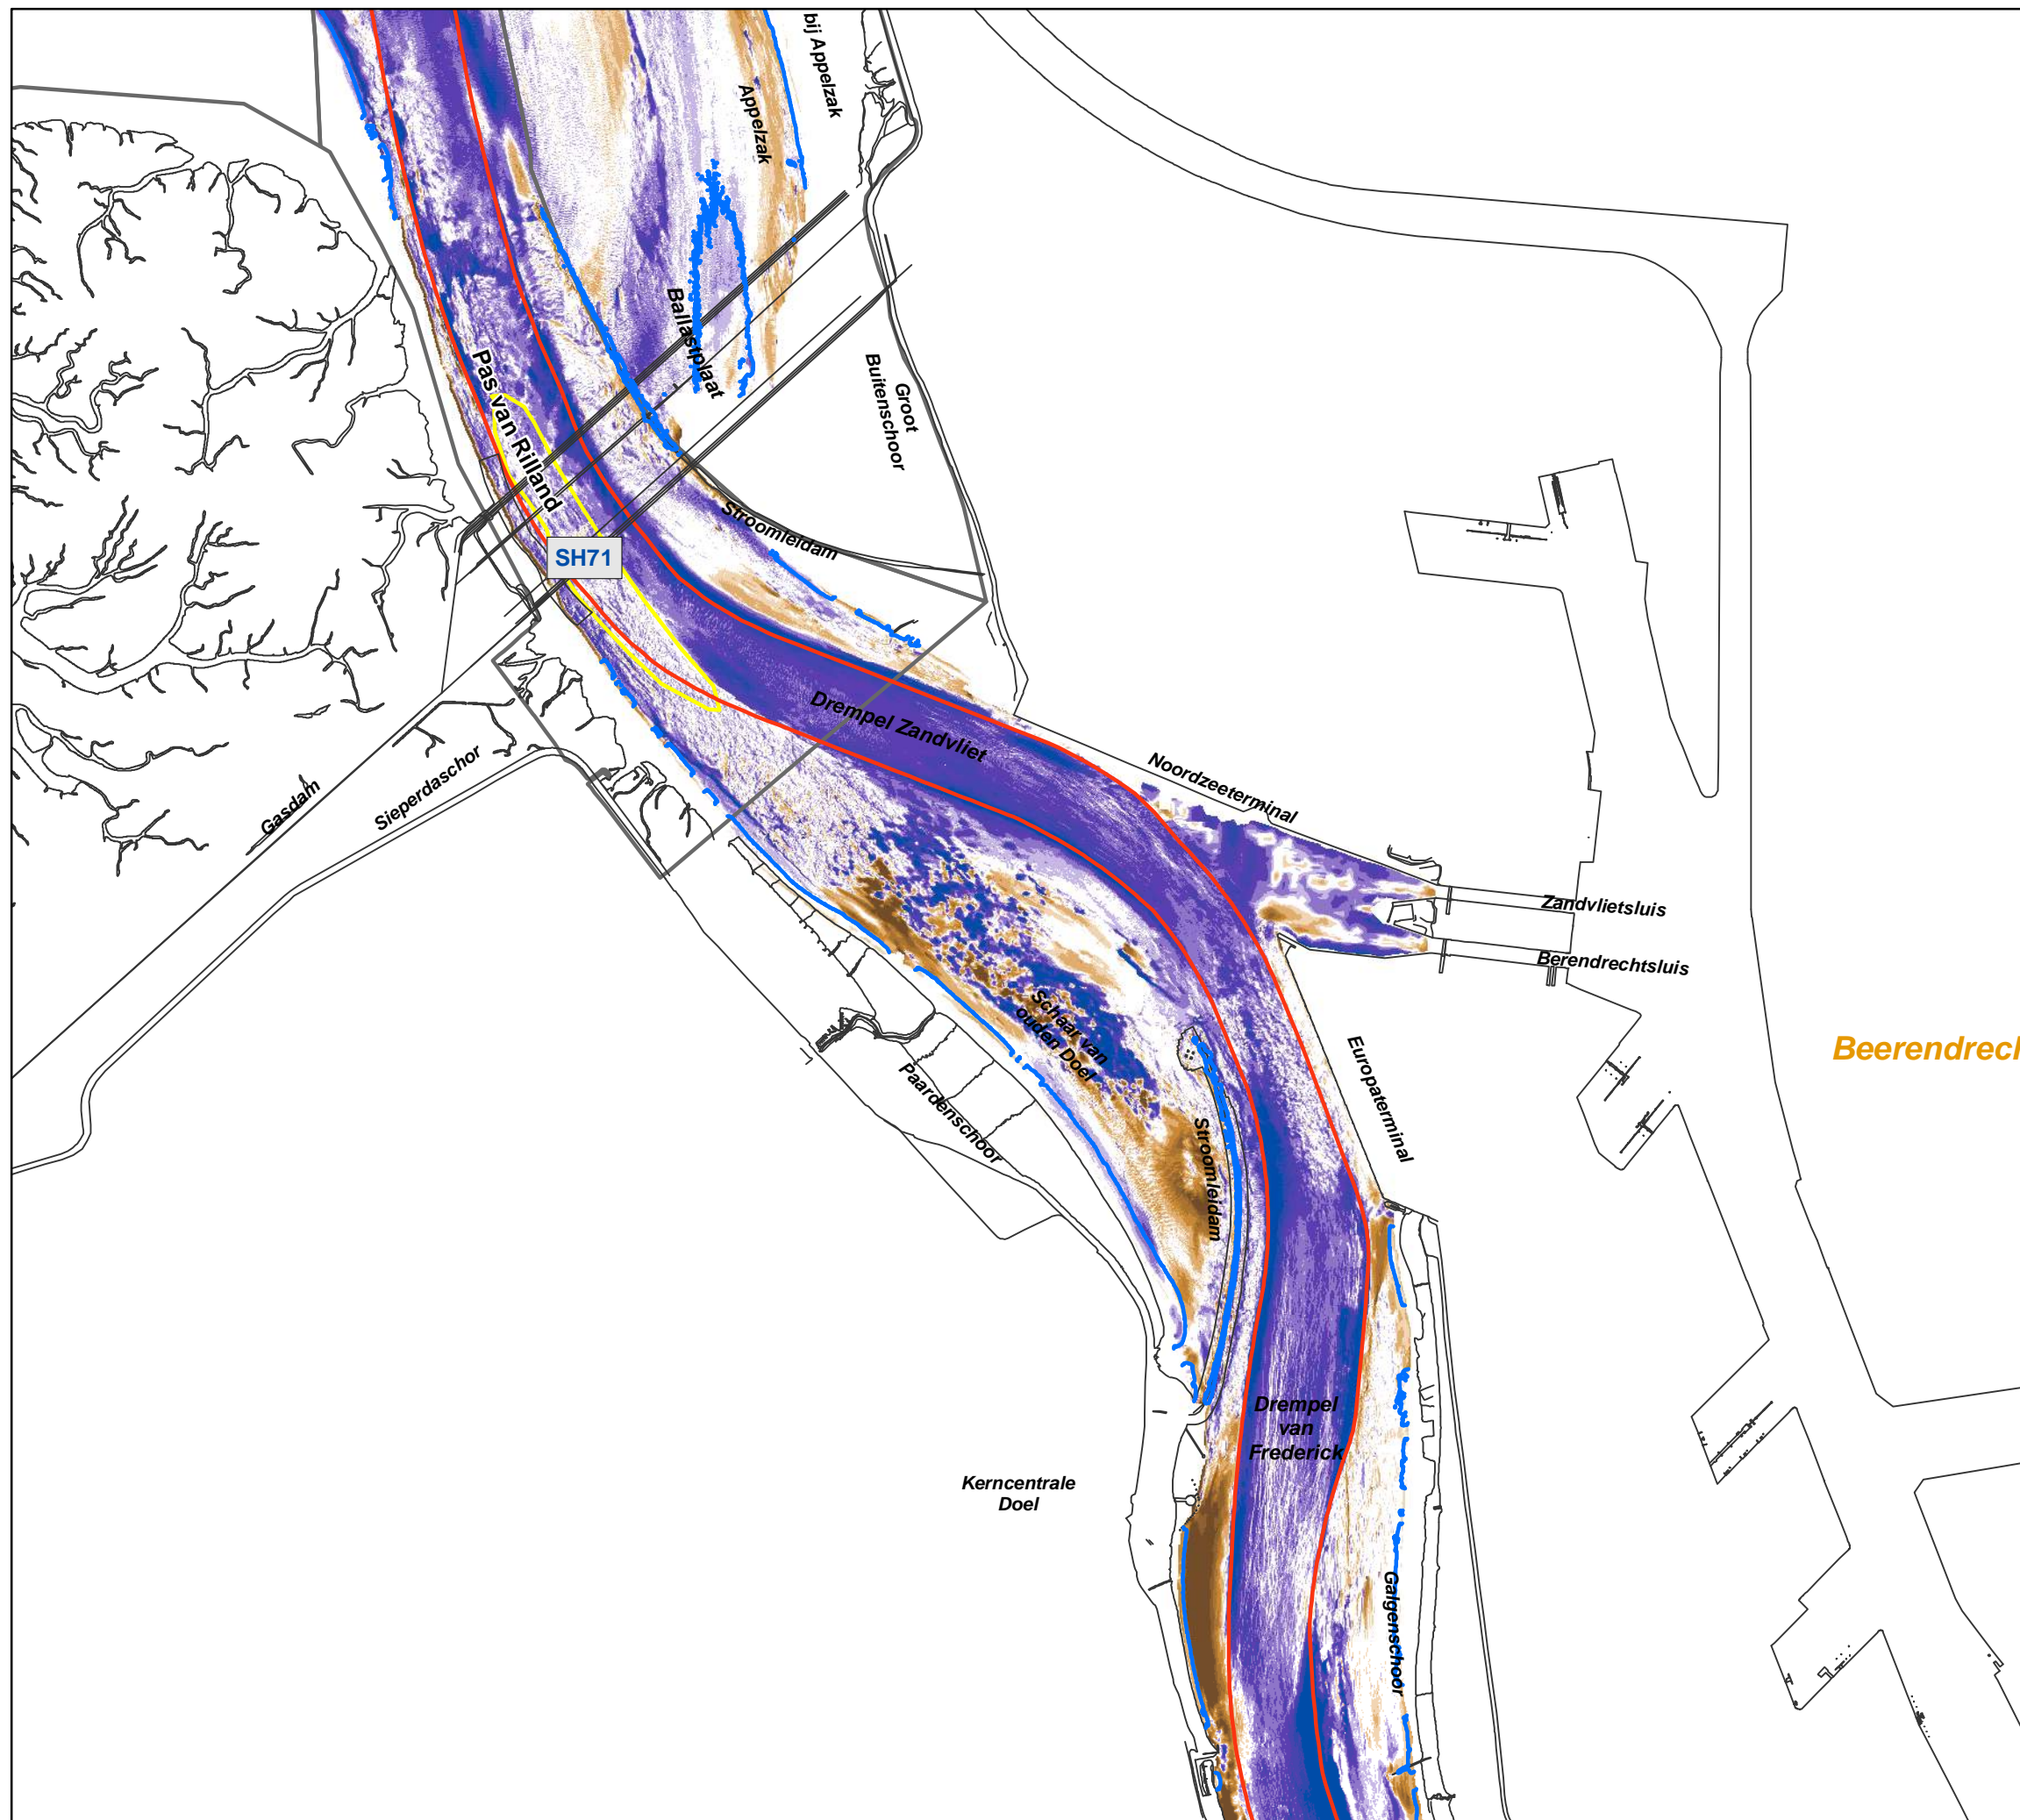 bij Appelzak
Appelzak
Ballastplaat
Groot
Buitenschoor
Pas van Rilland
Stroomleidam
SH71
Drempel Zandvliet
Noordzeeterminal
Gasdam
Sieperdaschor
Zandvlietsluis
Berendrechtsluis
Schaar van
ouden Doel
Europaterminal
Beerendrech
Paardenschoor
Stroomleidam
Drempel
van
Frederick
Kerncentrale
Doel
Galgenschoor